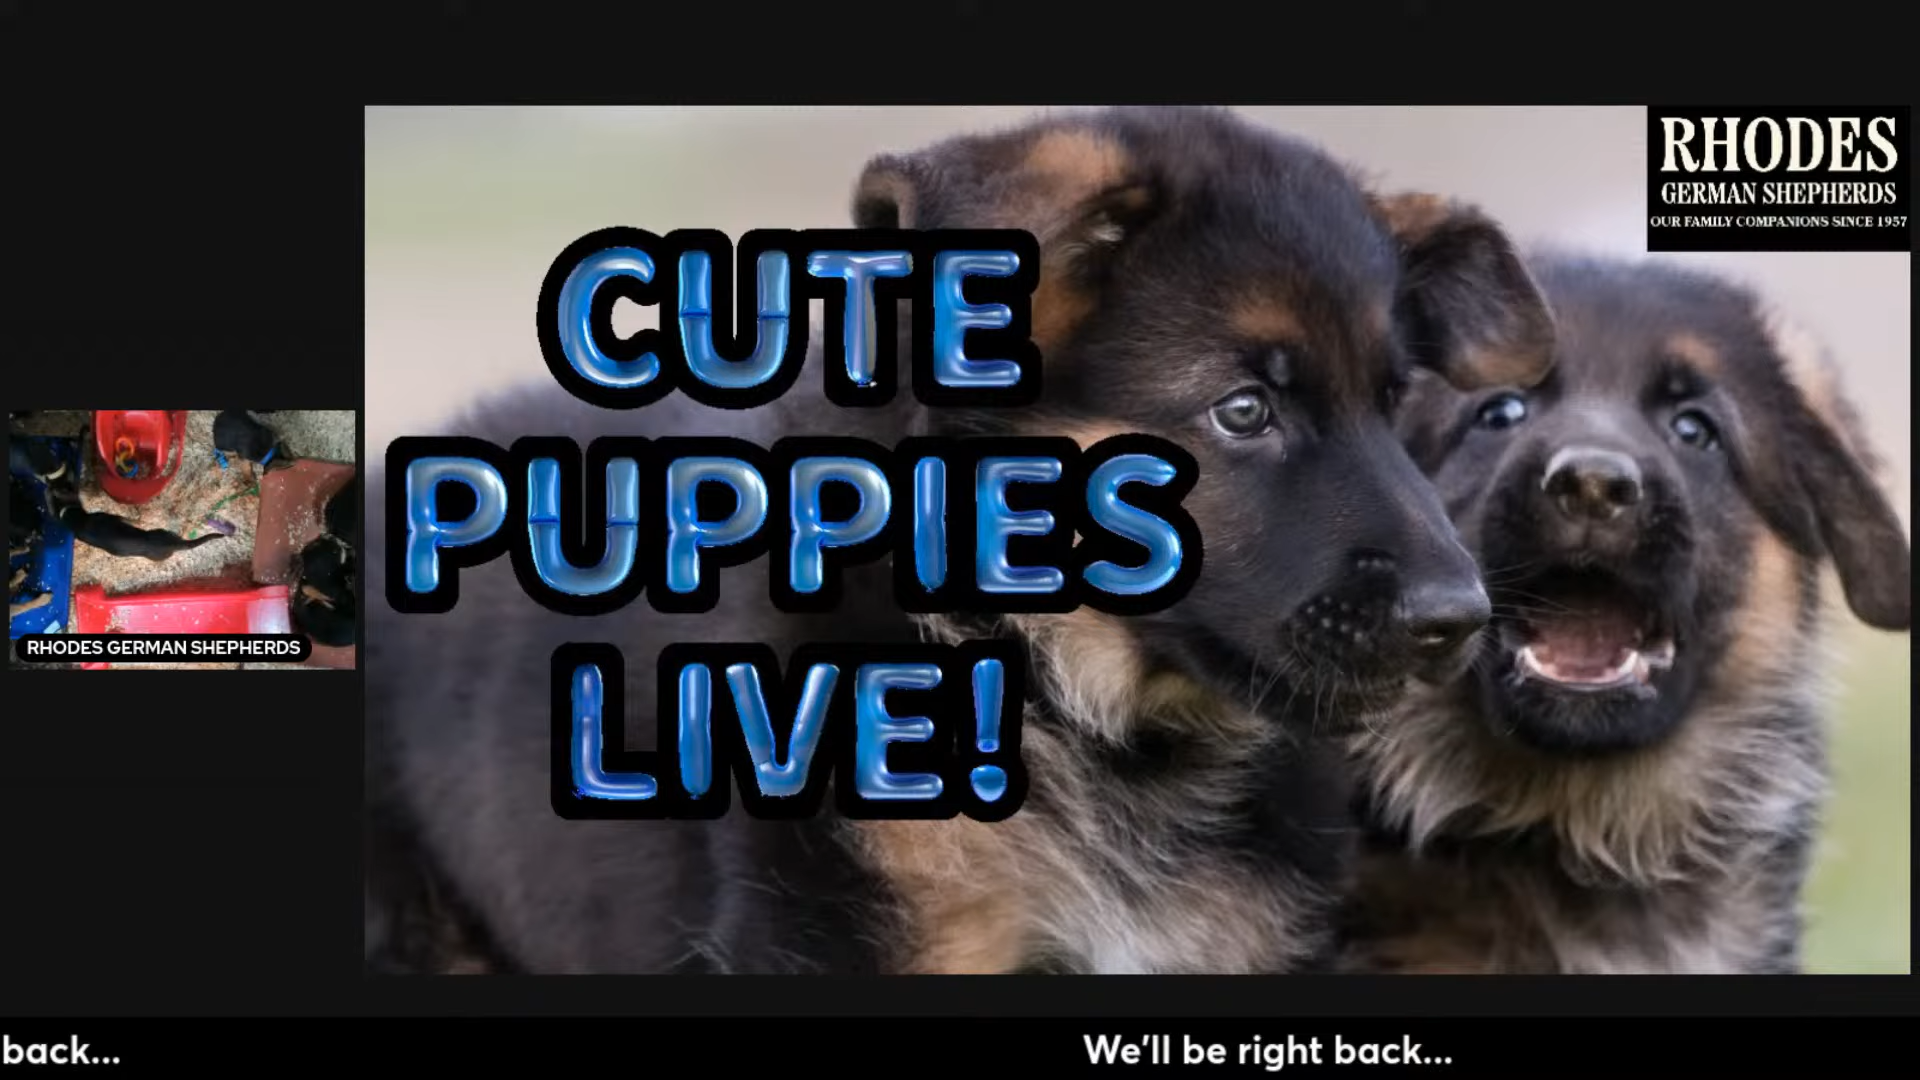 RHODES
GERMAN SHEPHERDS
OUR FAMILY COMPANIONS SINCE 1957
CUTE
PUPPIES
LIVE!
RHODES GERMAN SHEPHERDS
back...
We'll be right back...